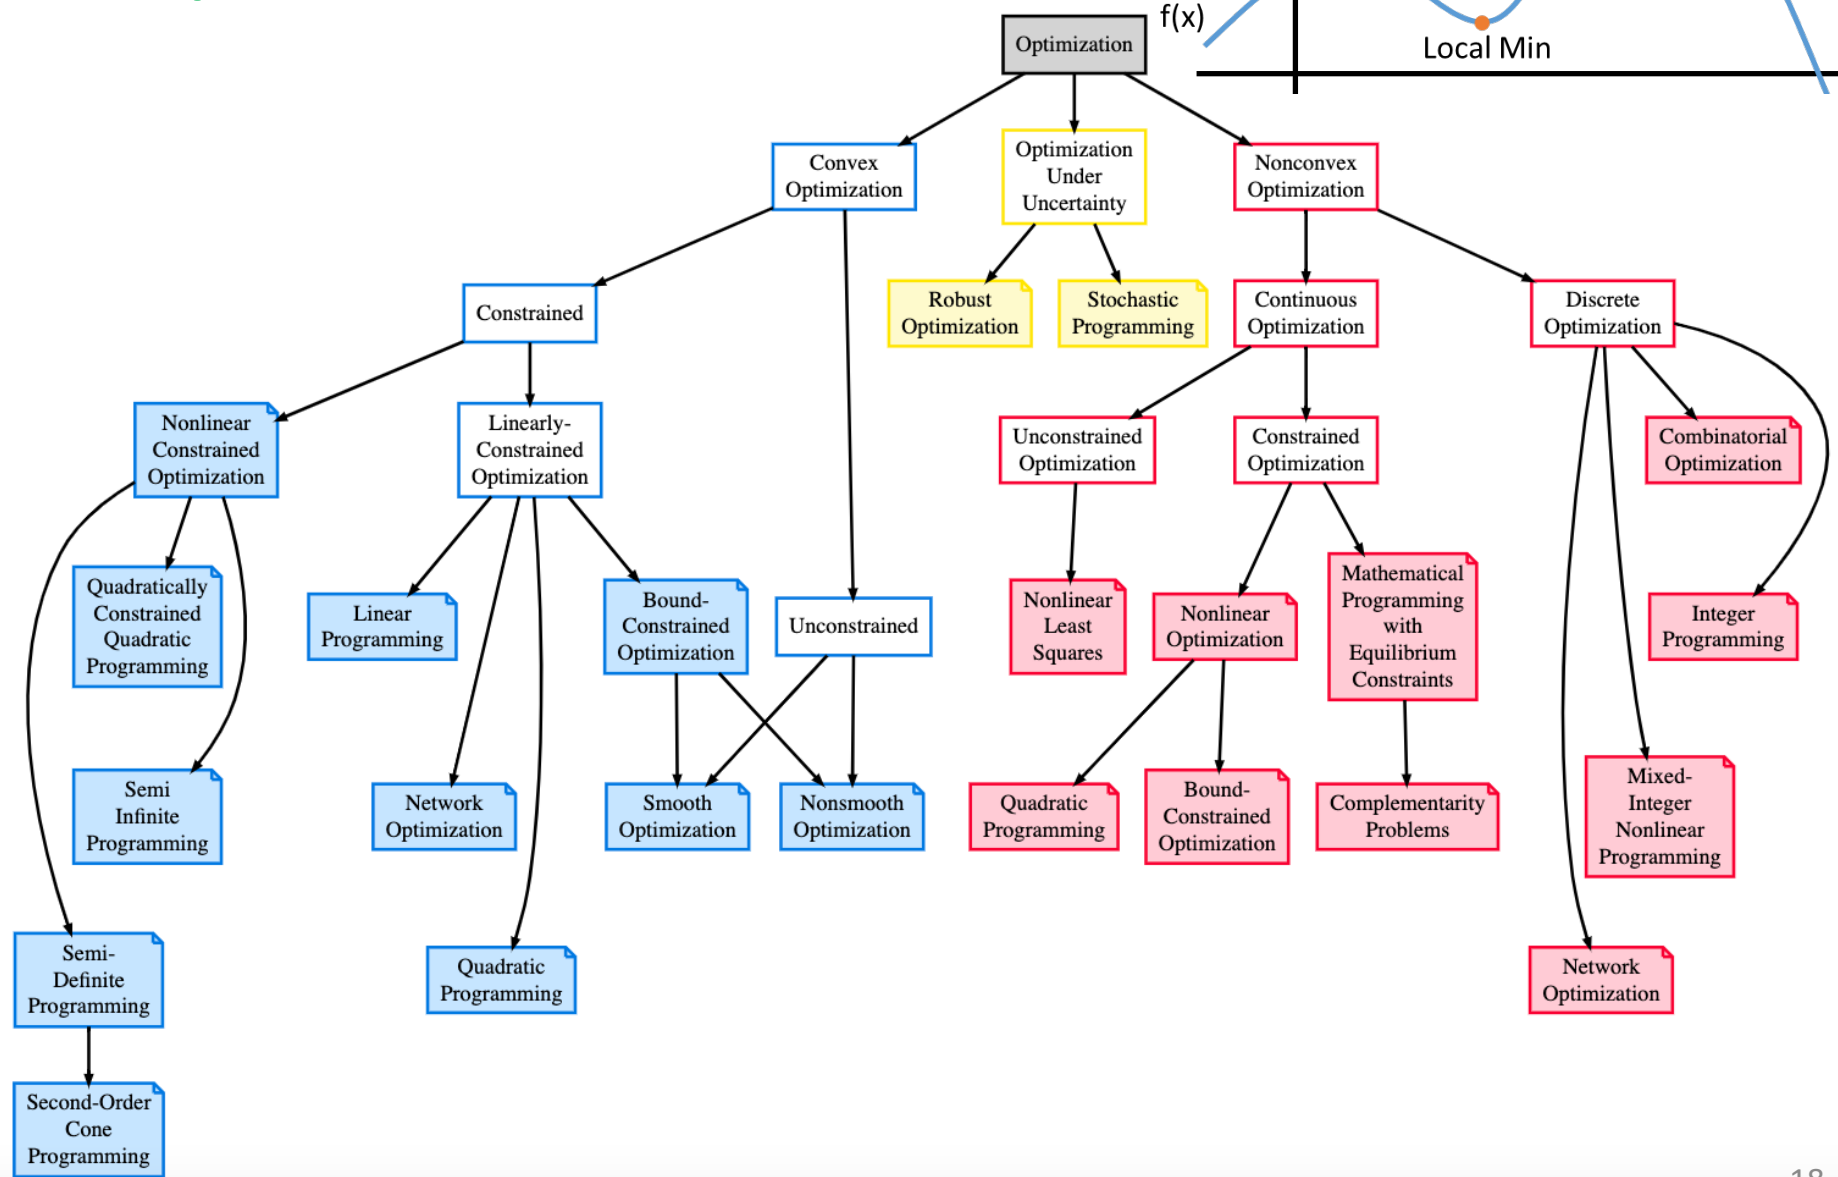 f(x)
Local Min
Optimization
Convex
Optimization
Optimization
Under
Uncertainty
Nonconvex
Optimization
Constrained
Robust
Optimization
Stochastic
Programming
Continuous
Optimization
Discrete
Optimization
Nonlinear
Constrained
Optimization
Linearly-
Constrained
Optimization
Unconstrained
Optimization
Constrained
Optimization
Combinatorial
Optimization
Quadratically
Constrained
Quadratic
Programming
Linear
Programming
Bound-
Constrained
Optimization
Unconstrained
Nonlinear
Least
Squares
Nonlinear
Optimization
Mathematical
Programming
with
Equilibrium
Constraints
Integer
Programming
Semi
Infinite
Programming
Network
Optimization
Smooth
Optimization
Nonsmooth
Optimization
Quadratic
Programming
Bound-
Constrained
Optimization
Complementarity
Problems
Mixed-
Integer
Nonlinear
Programming
Semi-
Definite
Programming
Quadratic
Programming
Network
Optimization
Second-Order
Cone
Programming
18